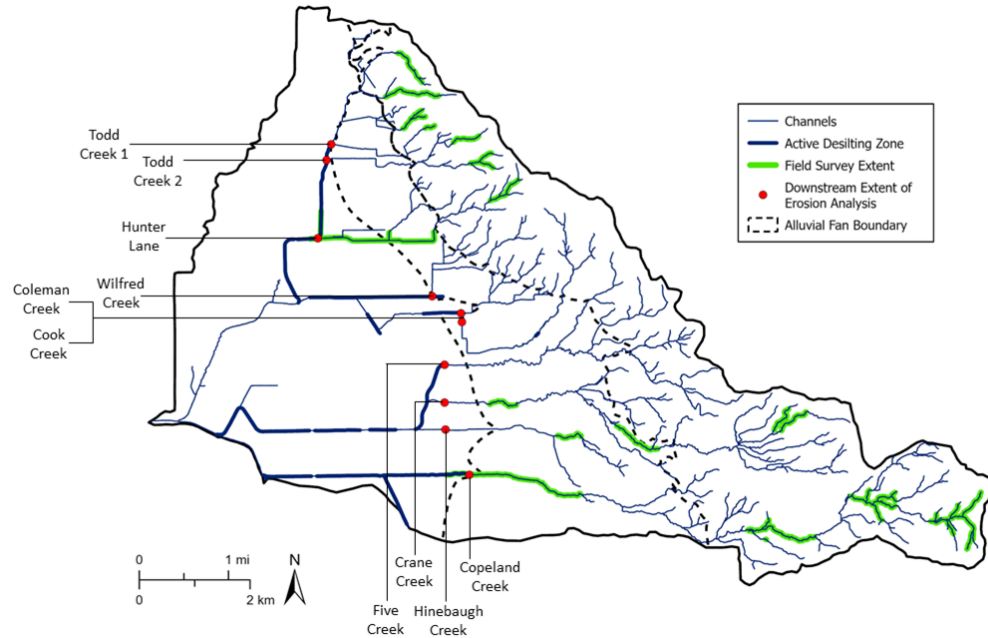 Todd
Creek 1
Todd
Creek 2
Hunter
Lane
Coleman
Creek
Wilfred
Creek
Cook
Creek
Channels
Active Desilting Zone
Field Survey Extent
Downstream Extent of
Erosion Analysis
Alluvial Fan Boundary
0 1 mi
0 2 km
N
Crane
Creek
Copeland
Creek
Five
Creek
Hinebaugh
Creek